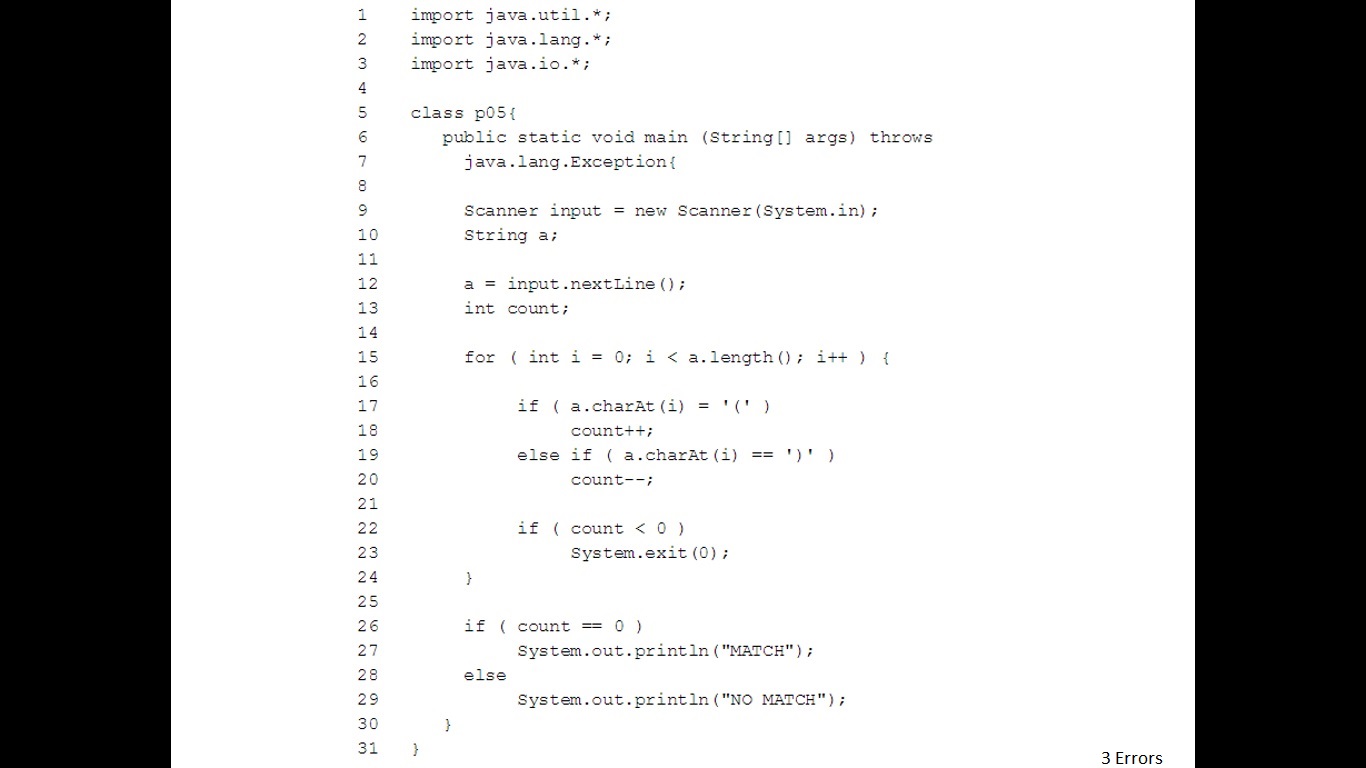 1 import java.util.*;
2 import java.lang.*;
3 import java.io.*;
4
5 class p05{
6 public static void main (String[] args) throws
7 java.lang.Exception{
8
9 Scanner input = new Scanner(System.in);
10 String a;
11
12 a = input.nextLine();
13 int count;
14
15 for ( int i = 0; i < a.length(); i++ ) {
16
17 if ( a.charAt(i) = '(' )
18 count++;
19 else if ( a.charAt(i) == ')' )
20 count--;
21
22 if ( count < 0 )
23 System.exit(0);
24 }
25
26 if ( count == 0 )
27 System.out.println("MATCH");
28 else
29 System.out.println("NO MATCH");
30 }
31 }
3 Errors